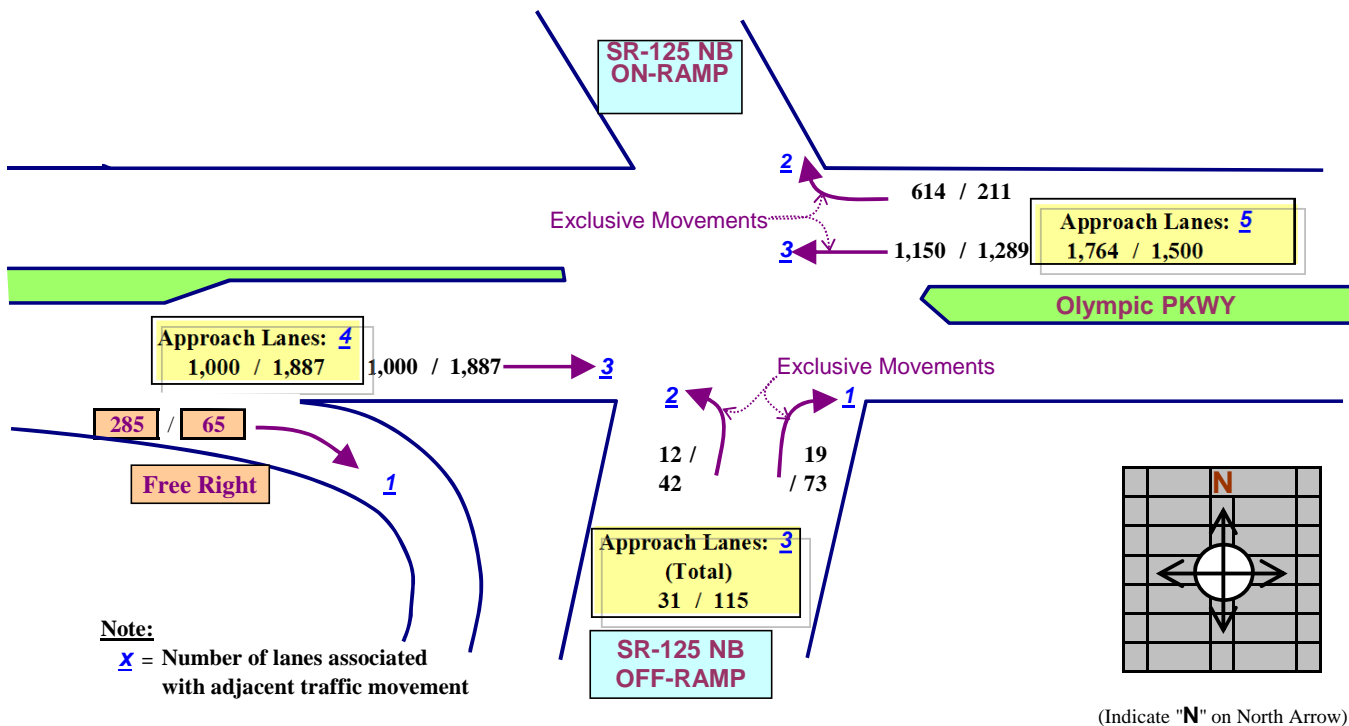 SR-125 NB
ON-RAMP
2
614 / 211
Exclusive Movements
Approach Lanes: 5
1,764 / 1,500
3
1,150 / 1,289
Olympic PKWY
Approach Lanes: 4
1,000 / 1,887
1,000 / 1,887
3
Exclusive Movements
2
1
285 / 65
12 /
42
19
/ 73
Free Right
1
N
Approach Lanes: 3
(Total)
31 / 115
Note:
x = Number of lanes associated
with adjacent traffic movement
SR-125 NB
OFF-RAMP
(Indicate "N" on North Arrow)